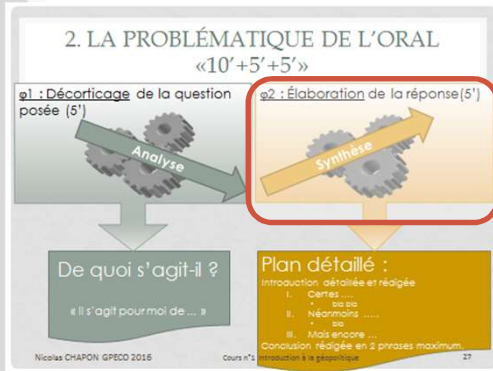 2. LA PROBLÉMATIQUE DE L'ORAL
«10'+5'+5'»
φ1 : Décorticage de la question
posée (5')
Analyse
φ2 : Élaboration de la réponse(5')
Synthèse
De quoi s'agit-il ?
« Il s'agit pour moi de ... »
Plan détaillé :
Introduction détaillée et rédigée
I. Certes ....
• bla bla
II. Néanmoins .....
• bla
III. Mais encore ...
Conclusion rédigée en 2 phrases maximum.
Nicolas CHAPON GPECO 2016
Cours n°1 Introduction à la géopolitique
27